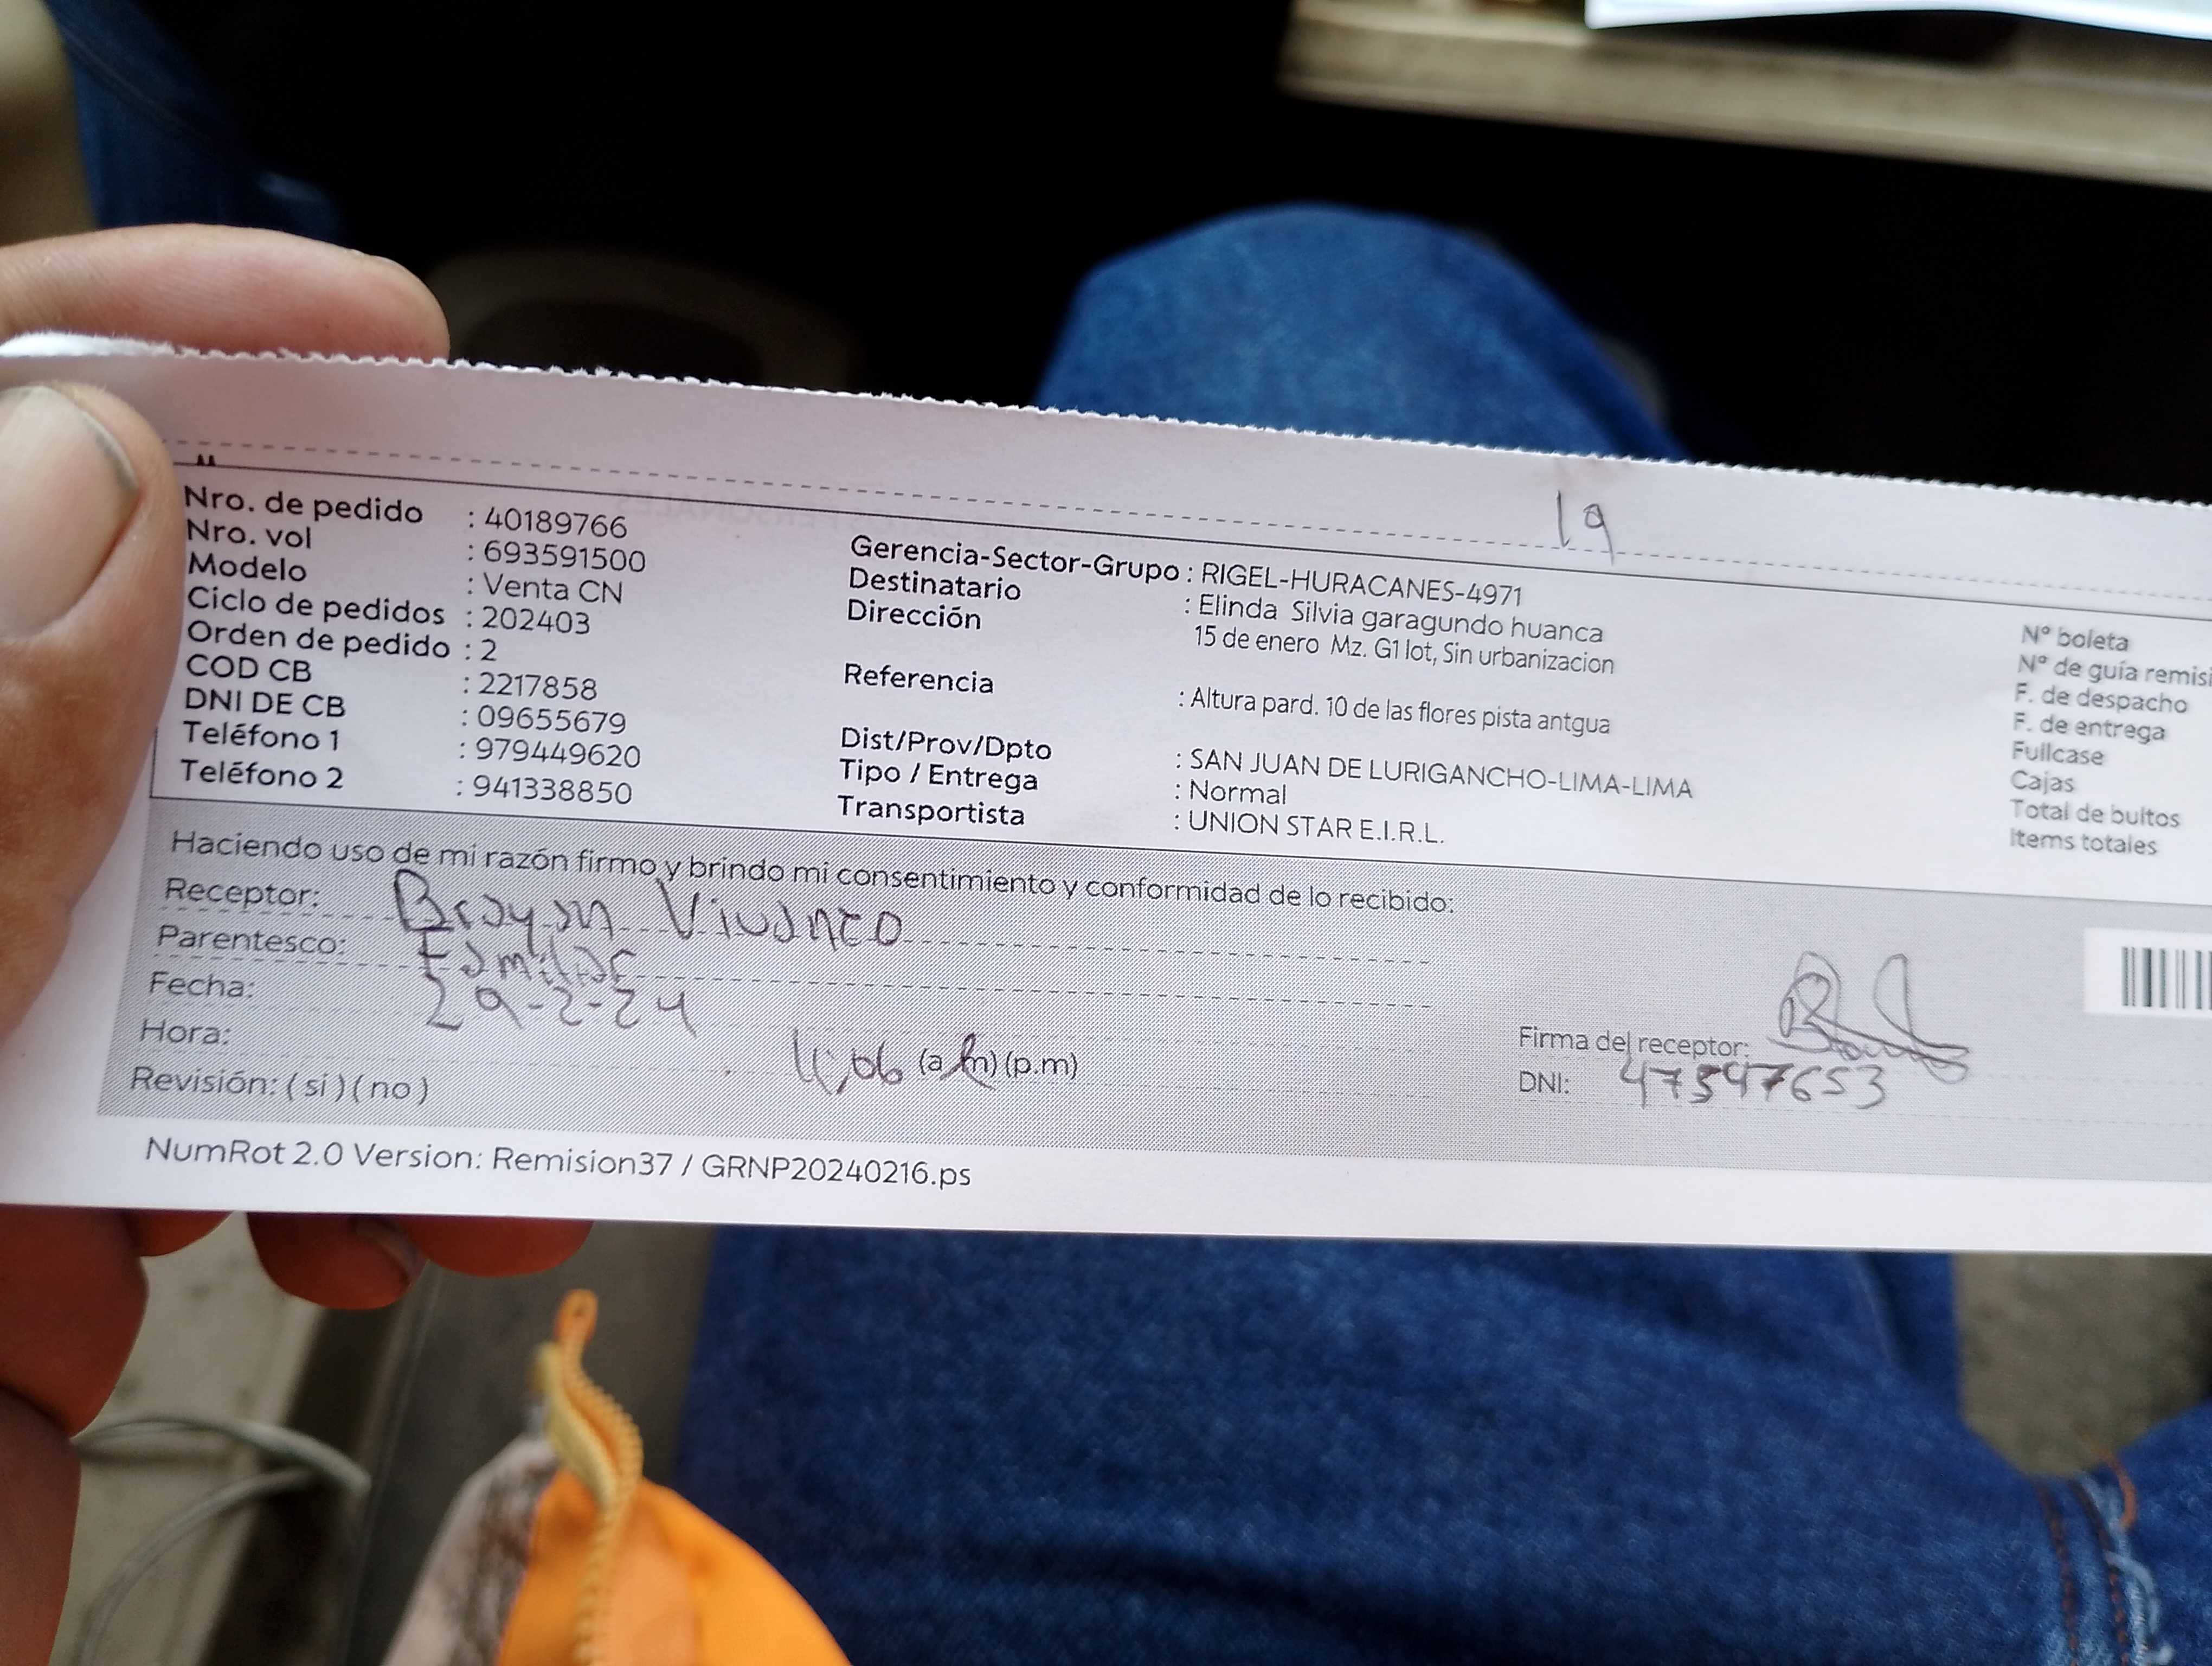 19
Nro. de pedido : 40189766
Nro. vol : 693591500
Modelo : Venta CN
Ciclo de pedidos : 202403
Orden de pedido : 2
COD CB : 2217858
DNI DE CB : 09655679
Teléfono 1 : 979449620
Teléfono 2 : 941338850
Gerencia-Sector-Grupo : RIGEL-HURACANES-4971
Destinatario : Elinda Silvia garagundo huanca
Dirección 15 de enero Mz. G1 lot, Sin urbanizacion
Referencia : Altura pard. 10 de las flores pista antgua
Dist/Prov/Dpto : SAN JUAN DE LURIGANCHO-LIMA-LIMA
Tipo / Entrega : Normal
Transportista : UNION STAR E.I.R.L.
N° boleta
N° de guía remisi
F. de despacho
F. de entrega
Fullcase
Cajas
Total de bultos
Items totales
Haciendo uso de mi razón firmo y brindo mi consentimiento y conformidad de lo recibido:
Receptor: Brayan Vivanco
Parentesco: Familiar
Fecha: 29-2-24
Hora: 4:06 (a.m) (p.m)
Revisión: ( si ) ( no )
Firma del receptor:
DNI: 47547653
NumRot 2.0 Version: Remision37 / GRNP20240216.ps